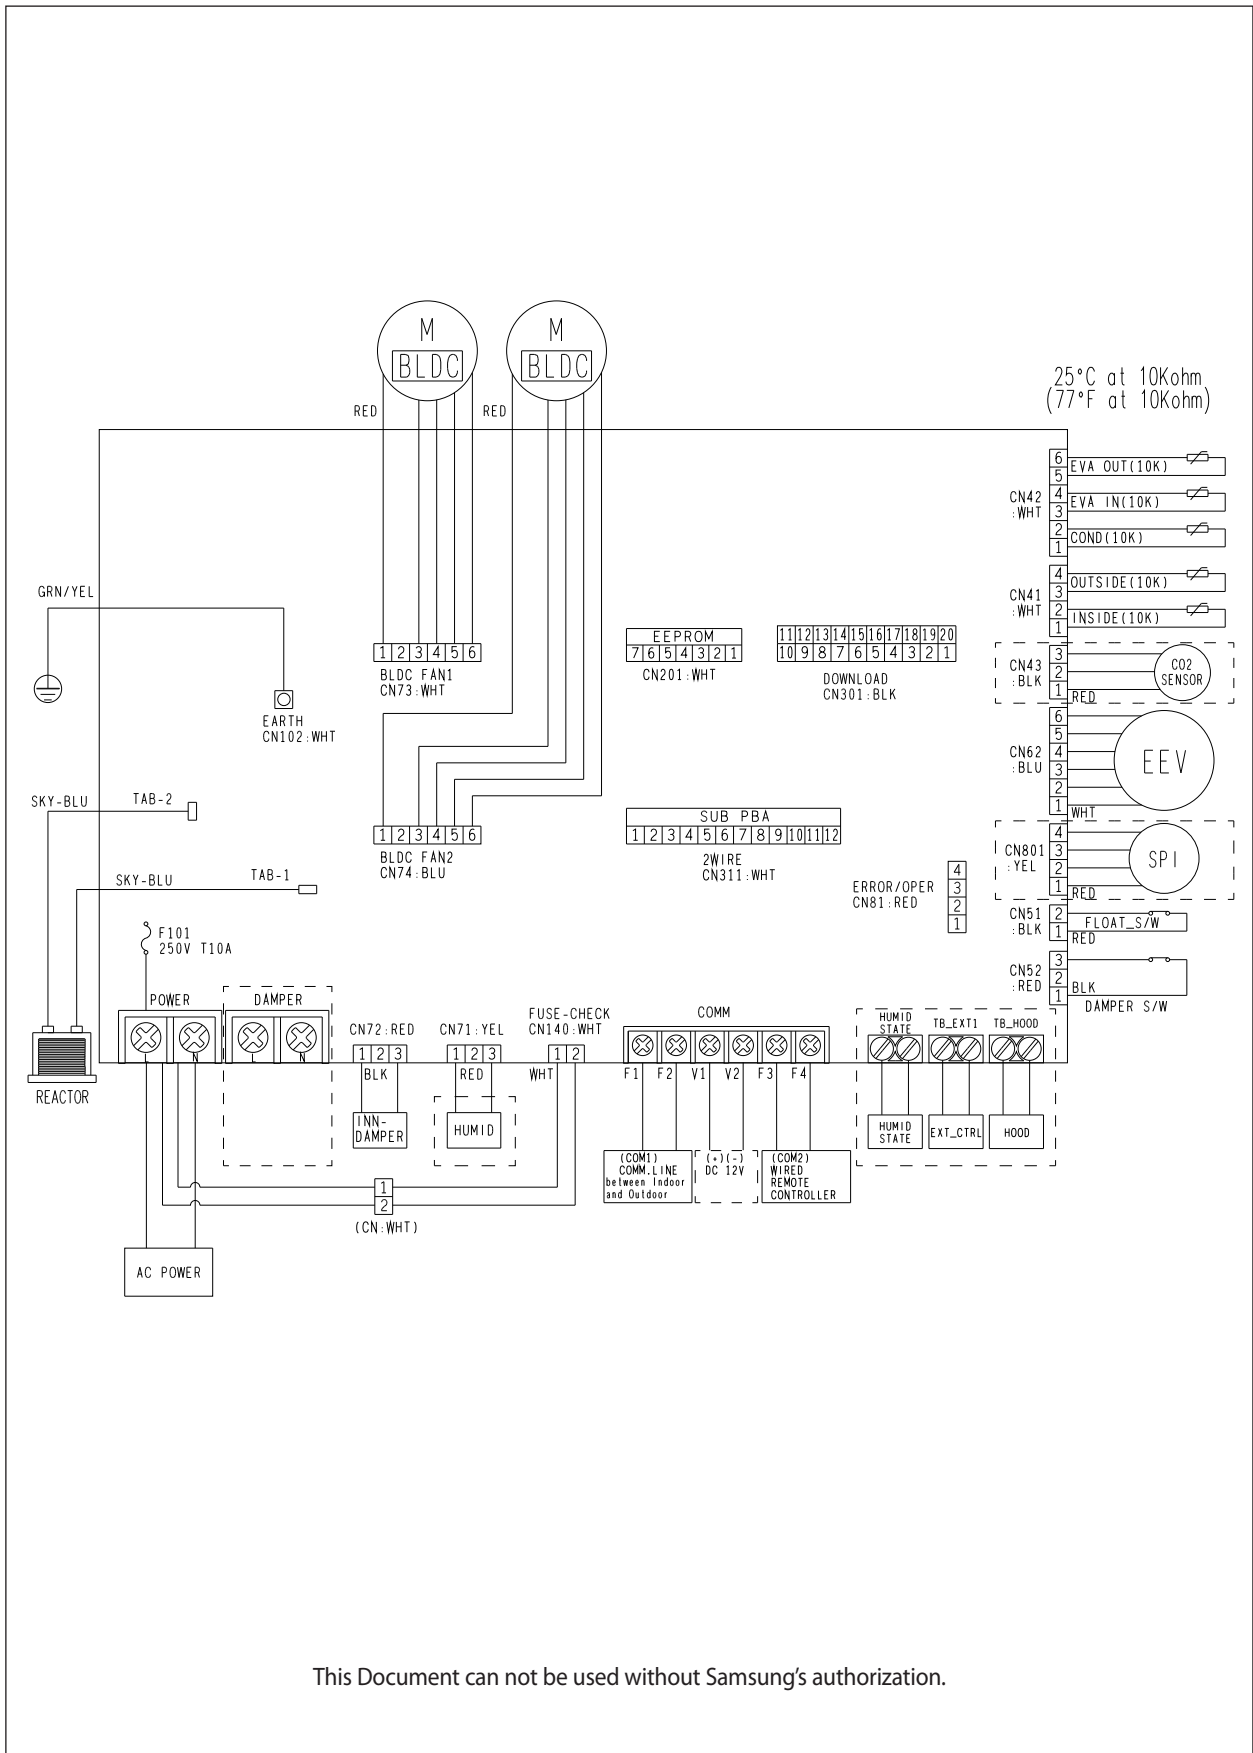 M
BLDC
M
BLDC
RED
RED
25°C at 10Kohm
(77°F at 10Kohm)
6
5
4
3
2
1
CN42
:WHT
EVA OUT(10K)
EVA IN(10K)
COND(10K)
4
3
2
1
CN41
:WHT
OUTSIDE(10K)
INSIDE(10K)
GRN/YEL
EARTH
CN102:WHT
1 2 3 4 5 6
BLDC FAN1
CN73:WHT
EEPROM
7 6 5 4 3 2 1
CN201:WHT
11 12 13 14 15 16 17 18 19 20
10 9 8 7 6 5 4 3 2 1
DOWNLOAD
CN301:BLK
CN43
:BLK
3
2
1
RED
CO2
SENSOR
CN62
:BLU
6
5
4
3
2
1
WHT
EEV
SKY-BLU
TAB-2
SKY-BLU
TAB-1
1 2 3 4 5 6
BLDC FAN2
CN74:BLU
SUB PBA
1 2 3 4 5 6 7 8 9 10 11 12
2WIRE
CN311:WHT
ERROR/OPER
CN81:RED
4
3
2
1
CN801
:YEL
4
3
2
1
RED
SPI
CN51
:BLK
2
1
FLOAT_S/W
RED
CN52
:RED
3
2
1
BLK
DAMPER S/W
F101
250V T10A
POWER
L
N
DAMPER
L
N
REACTOR
CN72:RED
1 2 3
BLK
INN-
DAMPER
CN71:YEL
1 2 3
RED
HUMID
FUSE-CHECK
CN140:WHT
1 2
WHT
COMM
F1 F2 V1 V2 F3 F4
(COM1)
COMM.LINE
between Indoor
and Outdoor
(+)(-)
DC 12V
(COM2)
WIRED
REMOTE
CONTROLLER
HUMID
STATE
TB_EXT1
TB_HOOD
HUMID
STATE
EXT_CTRL
HOOD
1
2
(CN:WHT)
AC POWER
This Document can not be used without Samsung's authorization.